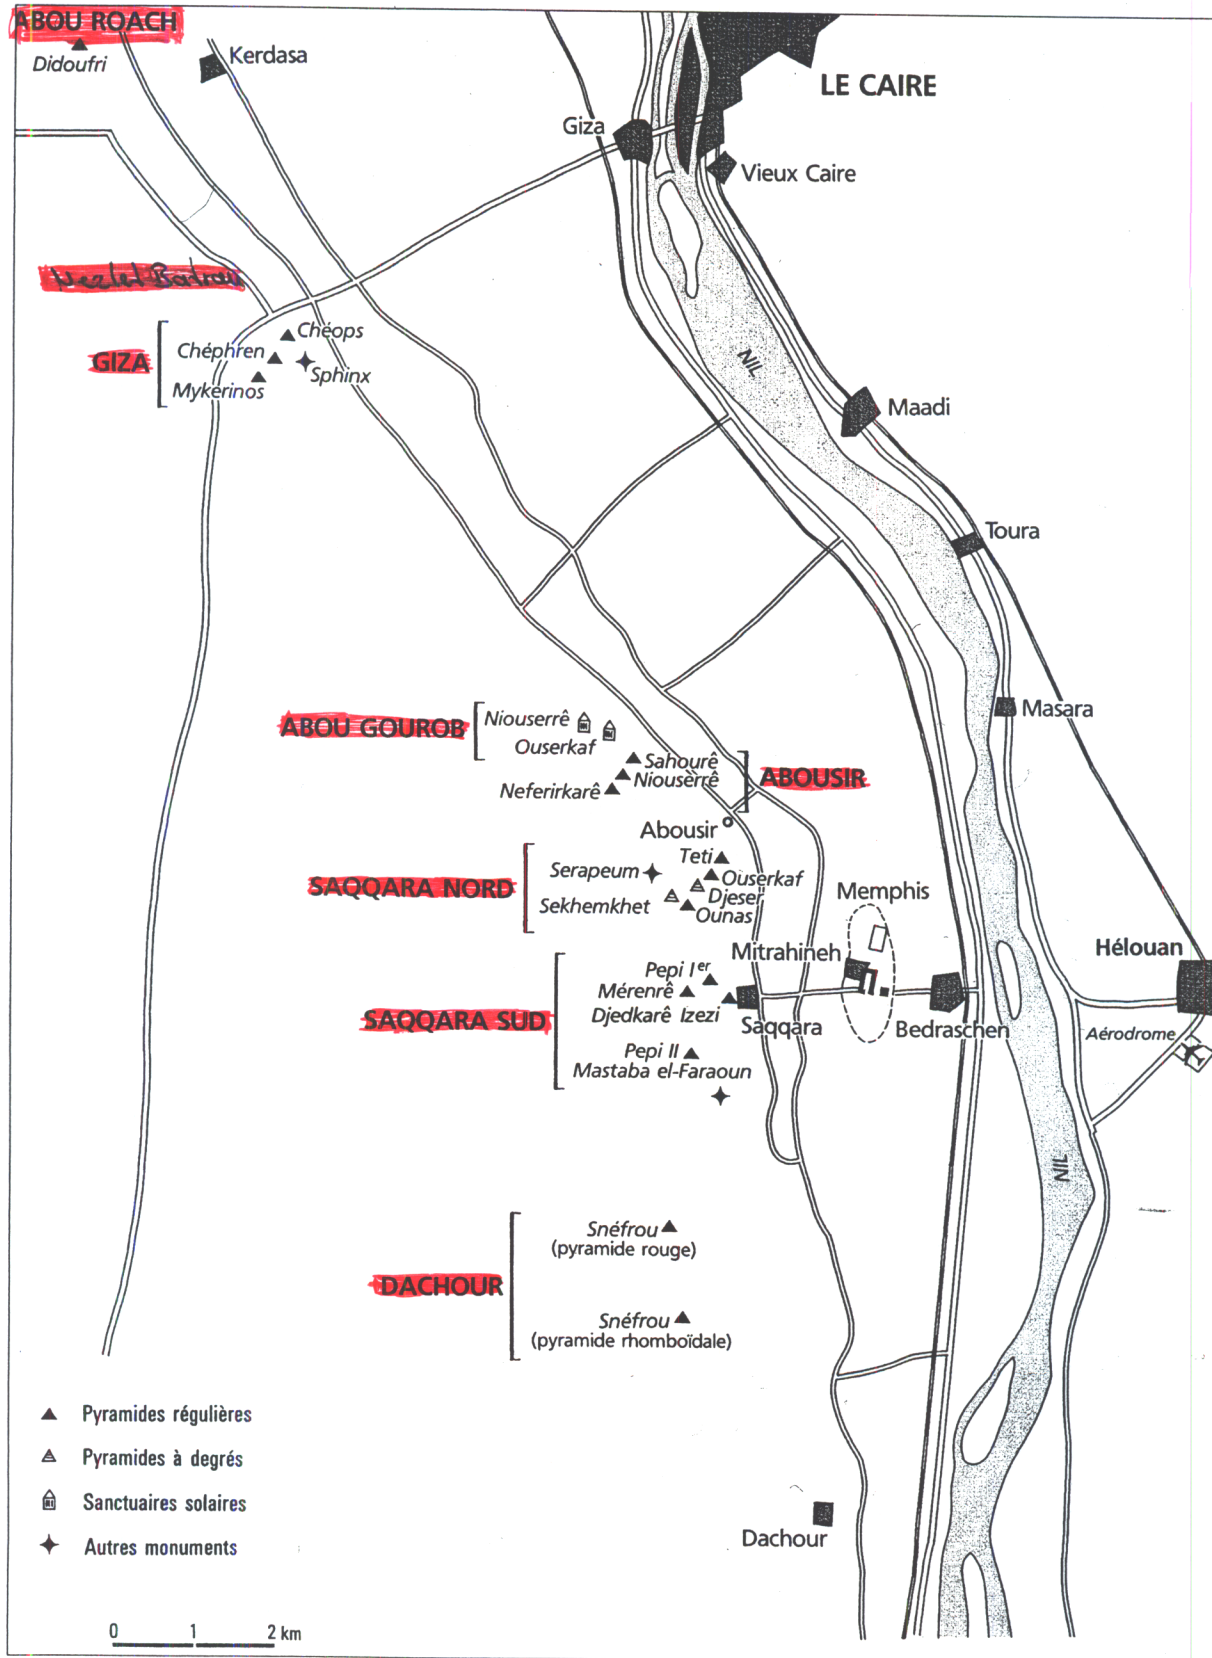 ABOU ROACH
Didoufri
Kerdasa
LE CAIRE
Giza
Vieux Caire
Nezlet Batran
Chéops
Chéphren
GIZA
Sphinx
Mykerinos
NIL
Maadi
Toura
Masara
Niouserrê
ABOU GOUROB
Ouserkaf
Sahourê
Niouserrê
ABOUSIR
Neferirkarê
Abousir
Teti
Serapeum
Ouserkaf
SAQQARA NORD
Djeser
Memphis
Sekhemkhet
Ounas
Mitrahineh
Hélouan
Pepi Ier
Mérenrê
Djedkarê Izezi
SAQQARA SUD
Saqqara
Bedraschen
Aérodrome
Pepi II
Mastaba el-Faraoun
NIL
Snéfrou
(pyramide rouge)
DACHOUR
Snéfrou
(pyramide rhomboïdale)
Pyramides régulières
Pyramides à degrés
Sanctuaires solaires
Autres monuments
Dachour
0 1 2 km